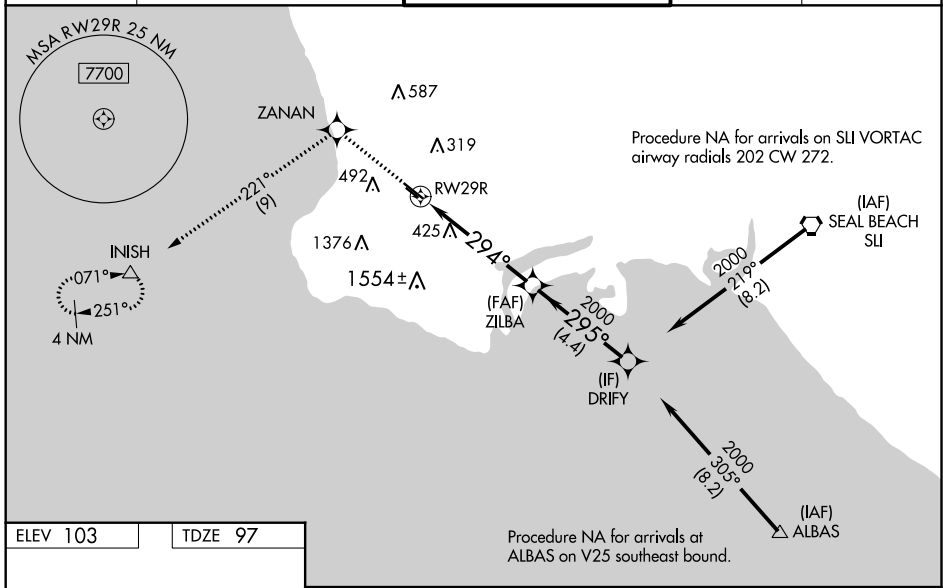 MSA RW29R 25 NM
7700
587
ZANAN
319
Procedure NA for arrivals on SLI VORTAC
airway radials 202 CW 272.
492
RW29R
221°
(9)
(IAF)
SEAL BEACH
SLI
1376
425
294°
INISH
2000
219°
(8.2)
071°
1554±
251°
(FAF)
ZILBA
2000
295°
(4.4)
4 NM
(IF)
DRIFY
2000
305°
(8.2)
(IAF)
ALBAS
ELEV 103
TDZE 97
Procedure NA for arrivals at
ALBAS on V25 southeast bound.